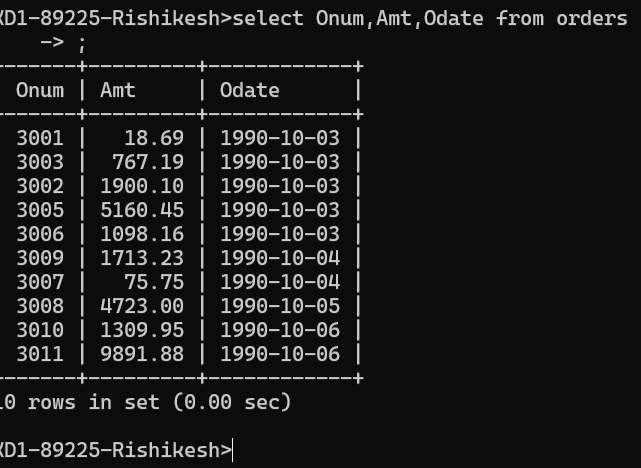 XD1-89225-Rishikesh>select Onum,Amt,Odate from orders
    -> ;
------+---------+------------+
 Onum | Amt     | Odate      |
------+---------+------------+
 3001 |   18.69 | 1990-10-03 |
 3003 |  767.19 | 1990-10-03 |
 3002 | 1900.10 | 1990-10-03 |
 3005 | 5160.45 | 1990-10-03 |
 3006 | 1098.16 | 1990-10-03 |
 3009 | 1713.23 | 1990-10-04 |
 3007 |   75.75 | 1990-10-04 |
 3008 | 4723.00 | 1990-10-05 |
 3010 | 1309.95 | 1990-10-06 |
 3011 | 9891.88 | 1990-10-06 |
------+---------+------------+
10 rows in set (0.00 sec)
XD1-89225-Rishikesh>